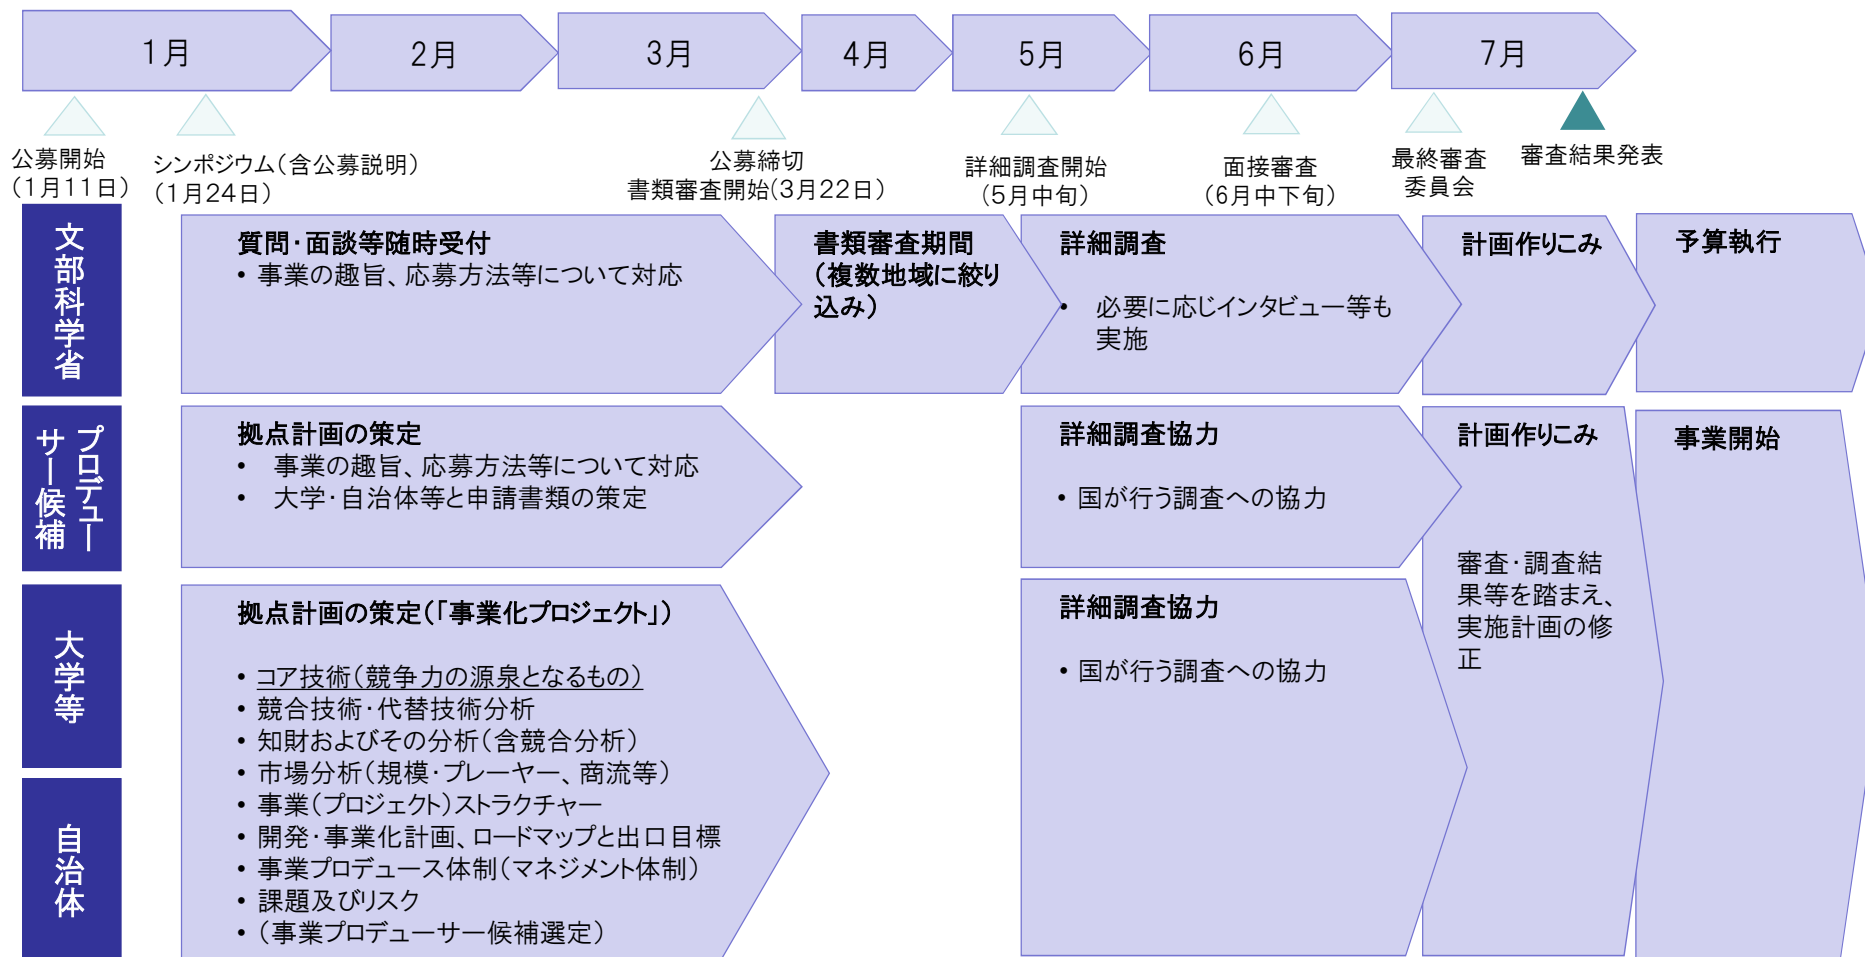 1月
2月
3月
4月
5月
6月
7月
公募開始
(1月11日)
シンポジウム(含公募説明)
(1月24日)
公募締切
書類審査開始(3月22日)
詳細調査開始
(5月中旬)
面接審査
(6月中下旬)
最終審査
委員会
審査結果発表
文部科学省
質問・面談等随時受付
• 事業の趣旨、応募方法等について対応
書類審査期間
(複数地域に絞り
込み)
詳細調査
• 必要に応じインタビュー等も
実施
計画作りこみ
予算執行
プロデュー
サー候補
拠点計画の策定
• 事業の趣旨、応募方法等について対応
• 大学・自治体等と申請書類の策定
詳細調査協力
• 国が行う調査への協力
計画作りこみ
審査・調査結
果等を踏まえ、
実施計画の修
正
事業開始
大学等
自治体
拠点計画の策定(「事業化プロジェクト」)
• コア技術(競争力の源泉となるもの)
• 競合技術・代替技術分析
• 知財およびその分析(含競合分析)
• 市場分析(規模・プレーヤー、商流等)
• 事業(プロジェクト)ストラクチャー
• 開発・事業化計画、ロードマップと出口目標
• 事業プロデュース体制(マネジメント体制)
• 課題及びリスク
• (事業プロデューサー候補選定)
詳細調査協力
• 国が行う調査への協力